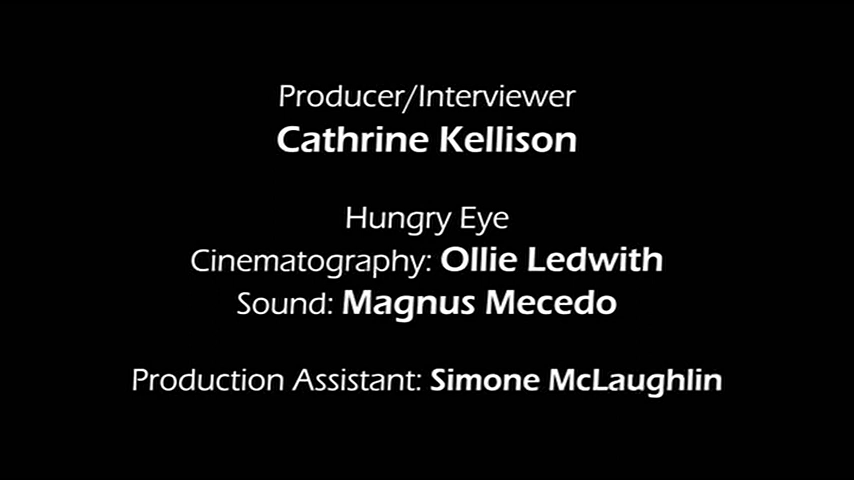 Producer/Interviewer
Cathrine Kellison
Hungry Eye
Cinematography: Ollie Ledwith
Sound: Magnus Mecedo
Production Assistant: Simone McLaughlin